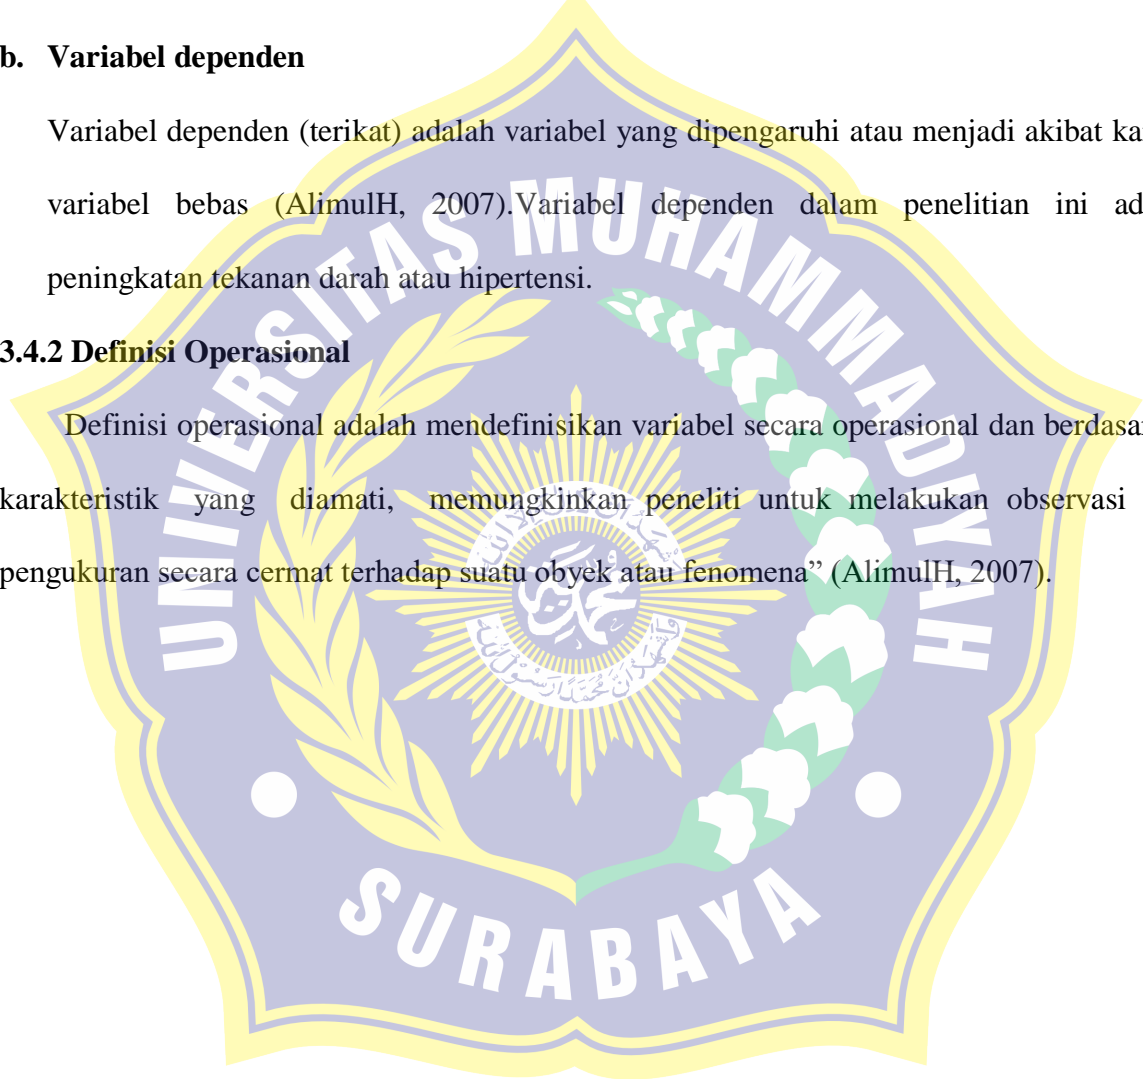 b. Variabel dependen
Variabel dependen (terikat) adalah variabel yang dipengaruhi atau menjadi akibat ka
variabel bebas (AlimulH, 2007).Variabel dependen dalam penelitian ini ad
peningkatan tekanan darah atau hipertensi.
3.4.2 Definisi Operasional
Definisi operasional adalah mendefinisikan variabel secara operasional dan berdasa
karakteristik yang diamati, memungkinkan peneliti untuk melakukan observasi
pengukuran secara cermat terhadap suatu obyek atau fenomena” (AlimulH, 2007).
UNIVERSITAS MUHAMMADIYAH
SURABAYA